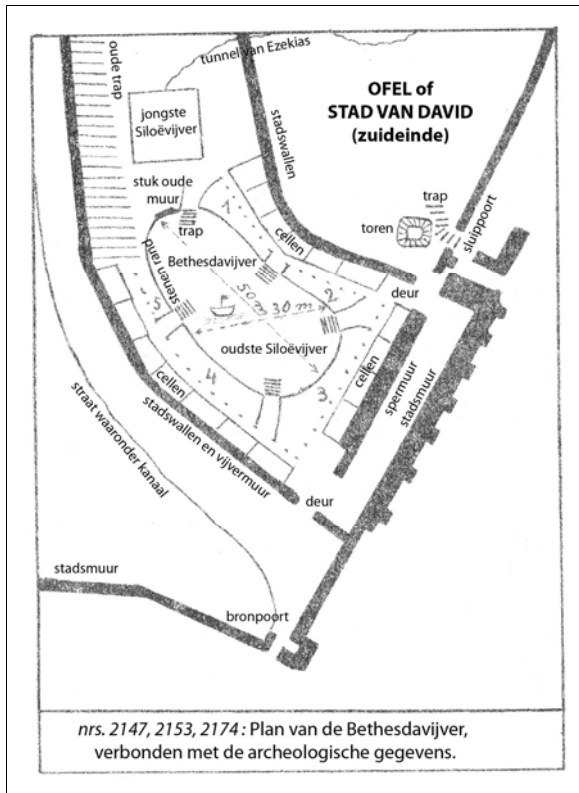 oude trap
tunnel van Ezekias
OFEL of
STAD VAN DAVID
(zuideinde)
jongste
Siloëvijver
stadswallen
stuk oude
muur
trap
trap
toren
sluippoort
cellen
1
1
2
Bethesdavijver
stenen rand
50 m
30 m
deur
5
oudste Siloëvijver
cellen
4
3
cellen
spermuur
stadsmuur
straat waaronder kanaal
stadswallen en vijvermuur
deur
stadsmuur
bronpoort
nrs. 2147, 2153, 2174 : Plan van de Bethesdavijver,
verbonden met de archeologische gegevens.